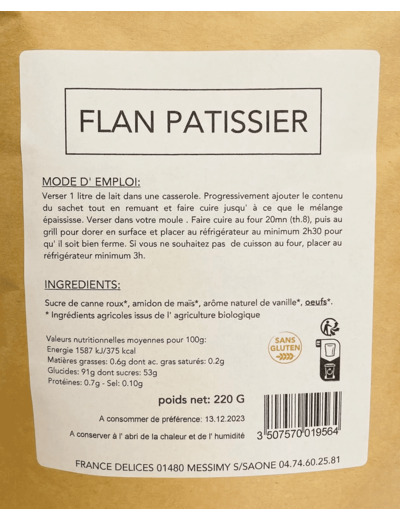 FLAN PATISSIER
MODE D' EMPLOI:
Verser 1 litre de lait dans une casserole. Progressivement ajouter le contenu
du sachet tout en remuant et faire cuire jusqu' à ce que le mélange
épaississe. Verser dans votre moule . Faire cuire au four 20mn (th.8), puis au
grill pour dorer en surface et placer au réfrigérateur au minimum 2h30 pour
qu' il soit bien ferme. Si vous ne souhaitez pas de cuisson au four, placer au
réfrigérateur minimum 3h.
INGREDIENTS:
Sucre de canne roux*, amidon de maïs*, arôme naturel de vanille*, oeufs*.
* Ingrédients agricoles issus de l' agriculture biologique
Valeurs nutritionnelles moyennes pour 100g:
Energie 1587 kJ/375 kcal
Matières grasses: 0.6g dont ac. gras saturés: 0.2g
Glucides: 91g dont sucres: 53g
Protéines: 0.7g - Sel: 0.10g
SANS
GLUTEN
poids net: 220 G
A consommer de préférence: 13.12.2023
A conserver à l' abri de la chaleur et de l' humidité
3 507570 019564
FRANCE DELICES 01480 MESSIMY S/SAONE 04.74.60.25.81